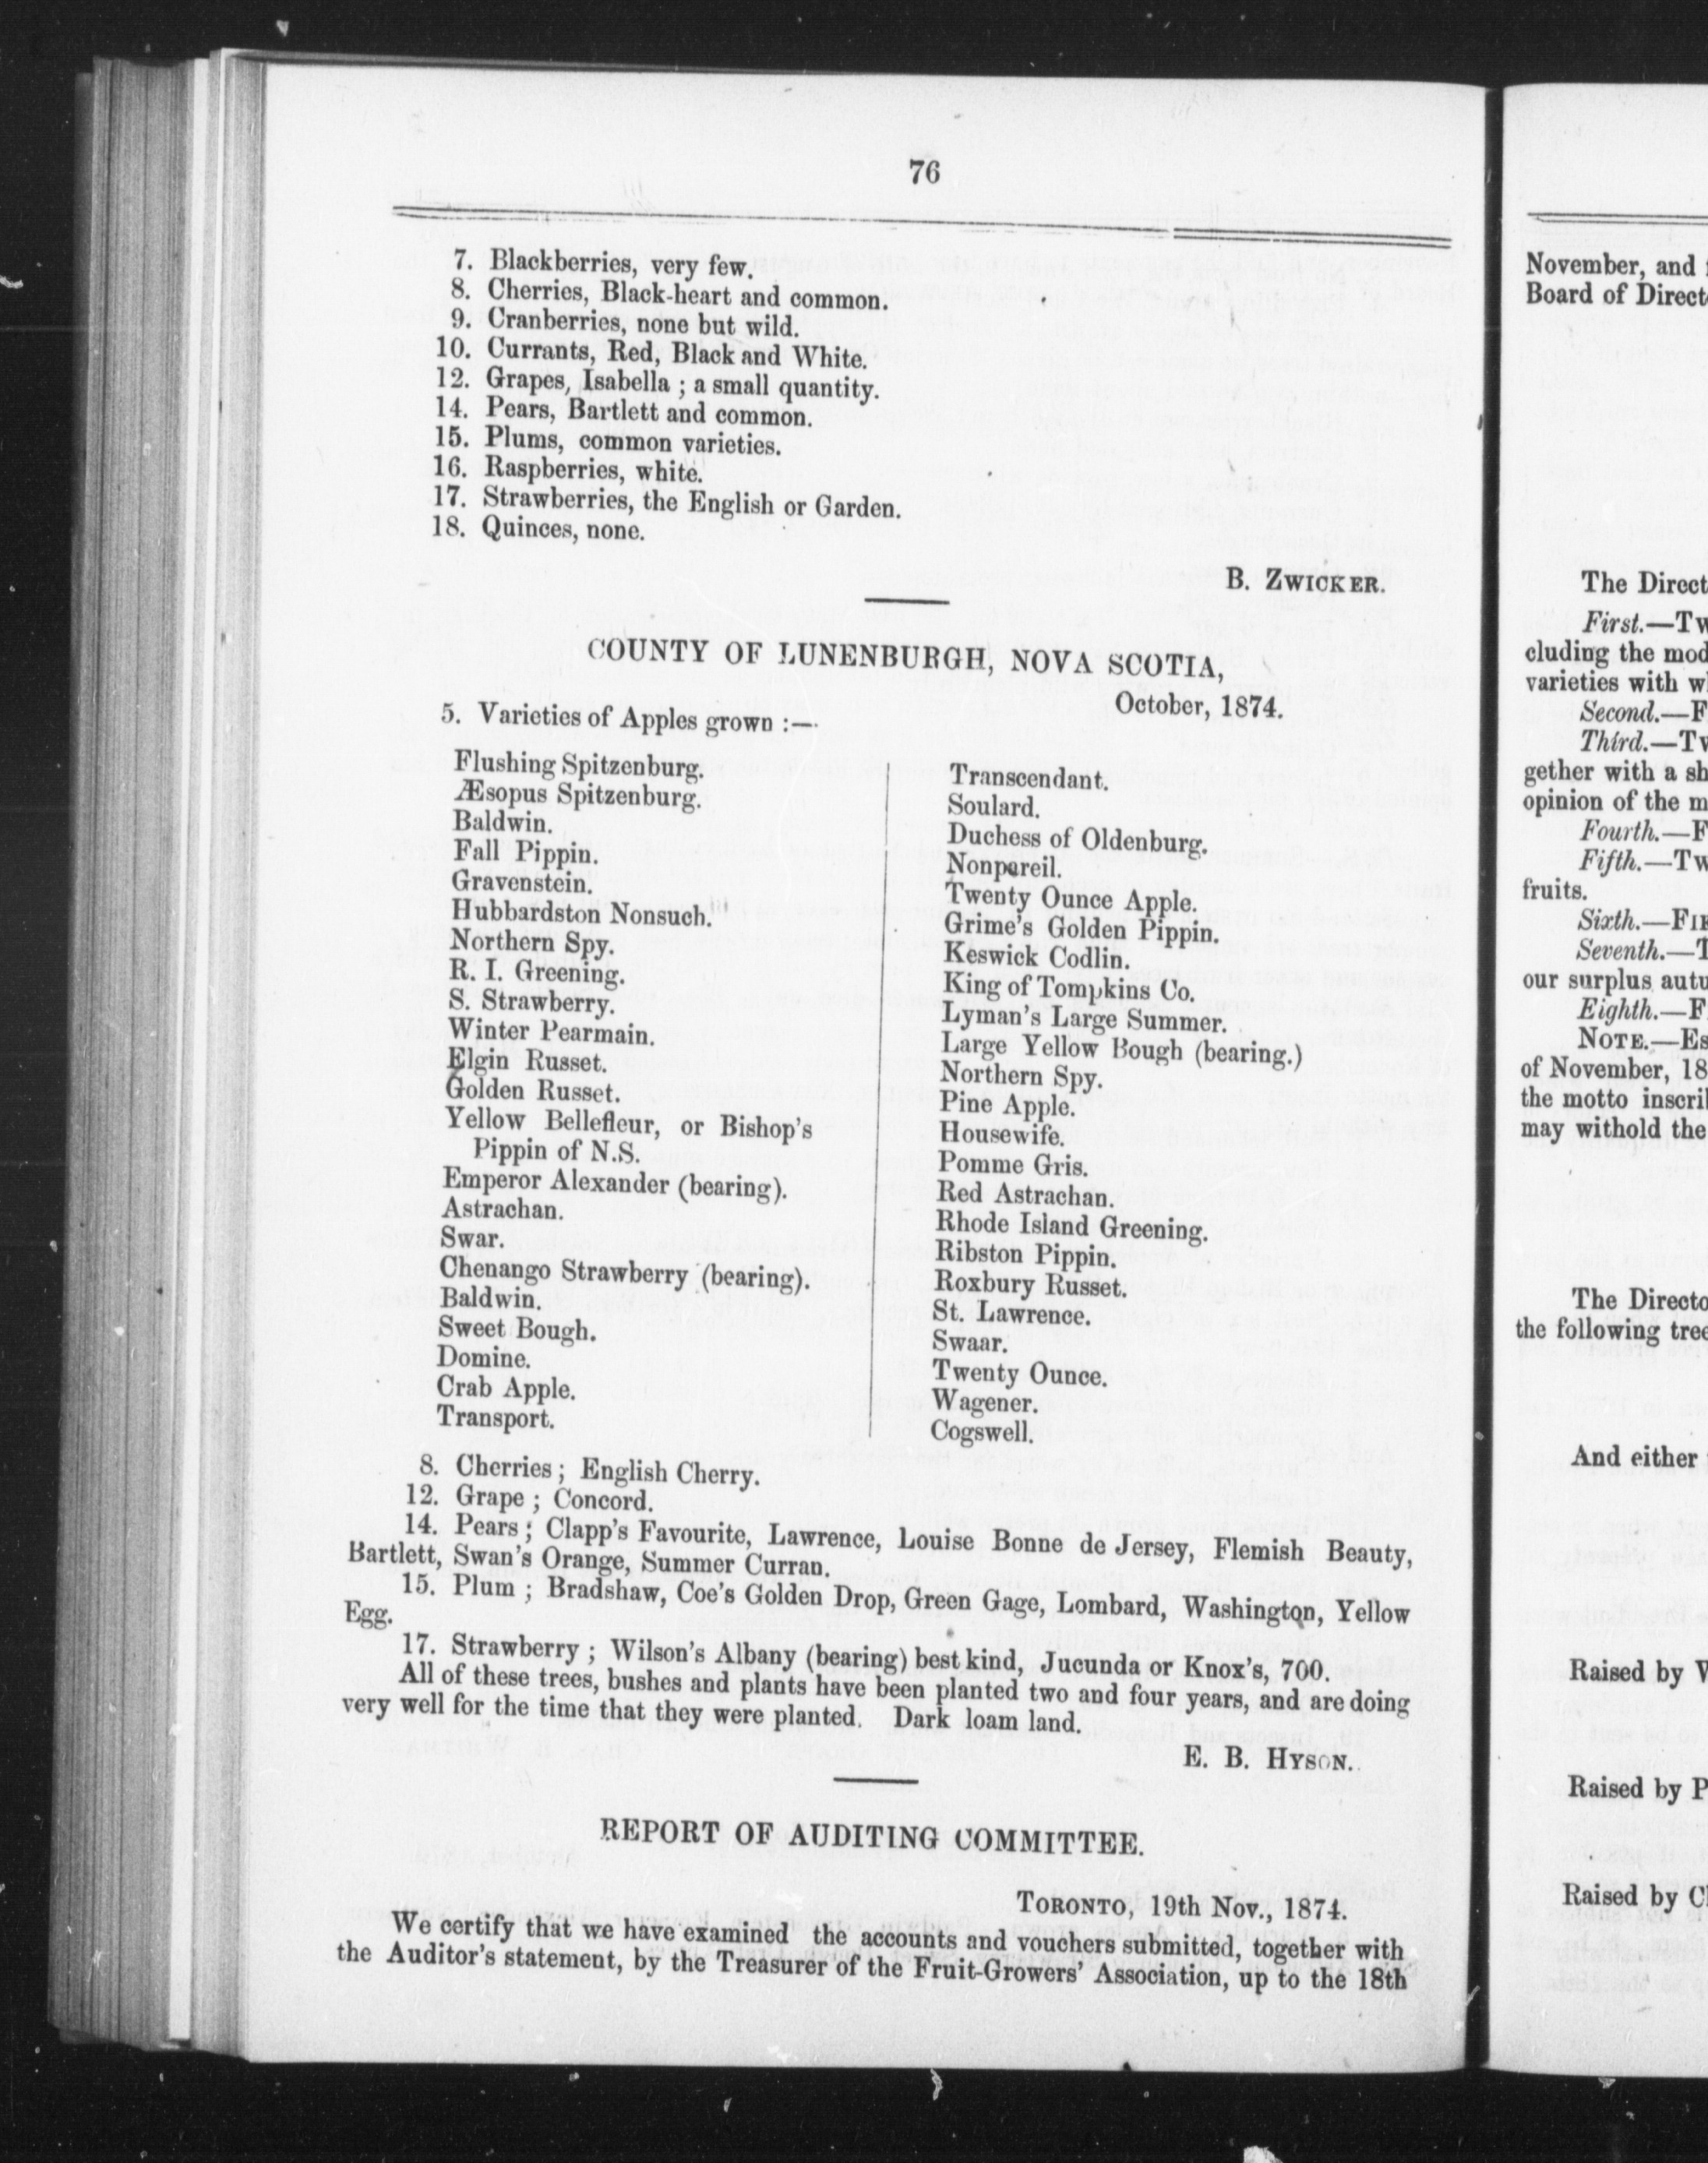 76
7. Blackberries, very few.
8. Cherries, Black-heart and common.
9. Cranberries, none but wild.
10. Currants, Red, Black and White.
12. Grapes, Isabella ; a small quantity.
14. Pears, Bartlett and common.
15. Plums, common varieties.
16. Raspberries, white.
17. Strawberries, the English or Garden.
18. Quinces, none.
B. ZWICKER.
COUNTY OF LUNENBURGH, NOVA SCOTIA,
October, 1874.
5. Varieties of Apples grown :—
Flushing Spitzenburg.
Æsopus Spitzenburg.
Baldwin.
Fall Pippin.
Gravenstein.
Hubbardston Nonsuch.
Northern Spy.
R. I. Greening.
S. Strawberry.
Winter Pearmain.
Elgin Russet.
Golden Russet.
Yellow Bellefleur, or Bishop's
Pippin of N.S.
Emperor Alexander (bearing).
Astrachan.
Swar.
Chenango Strawberry (bearing).
Baldwin.
Sweet Bough.
Domine.
Crab Apple.
Transport.
Transcendant.
Soulard.
Duchess of Oldenburg.
Nonpareil.
Twenty Ounce Apple.
Grime's Golden Pippin.
Keswick Codlin.
King of Tompkins Co.
Lyman's Large Summer.
Large Yellow Bough (bearing.)
Northern Spy.
Pine Apple.
Housewife.
Pomme Gris.
Red Astrachan.
Rhode Island Greening.
Ribston Pippin.
Roxbury Russet.
St. Lawrence.
Swaar.
Twenty Ounce.
Wagener.
Cogswell.
8. Cherries ; English Cherry.
12. Grape ; Concord.
14. Pears ; Clapp's Favourite, Lawrence, Louise Bonne de Jersey, Flemish Beauty,
Bartlett, Swan's Orange, Summer Curran.
15. Plum ; Bradshaw, Coe's Golden Drop, Green Gage, Lombard, Washington, Yellow
Egg.
17. Strawberry ; Wilson's Albany (bearing) best kind, Jucunda or Knox's, 700.
All of these trees, bushes and plants have been planted two and four years, and are doing
very well for the time that they were planted. Dark loam land.
E. B. HYSON.
REPORT OF AUDITING COMMITTEE.
TORONTO, 19th Nov., 1874.
We certify that we have examined the accounts and vouchers submitted, together with
the Auditor's statement, by the Treasurer of the Fruit-Growers' Association, up to the 18th
November, and
Board of Direct
The Direct
First.—Tw
cluding the mod
varieties with w
Second.—F
Third.—Tw
gether with a sh
opinion of the m
Fourth.—F
Fifth.—Tw
fruits.
Sixth.—FI
Seventh.—T
our surplus autu
Eighth.—F
NOTE.—Es
of November, 18
the motto inscri
may withold the
The Directo
the following tree
And either
Raised by W
Raised by P
Raised by Cl